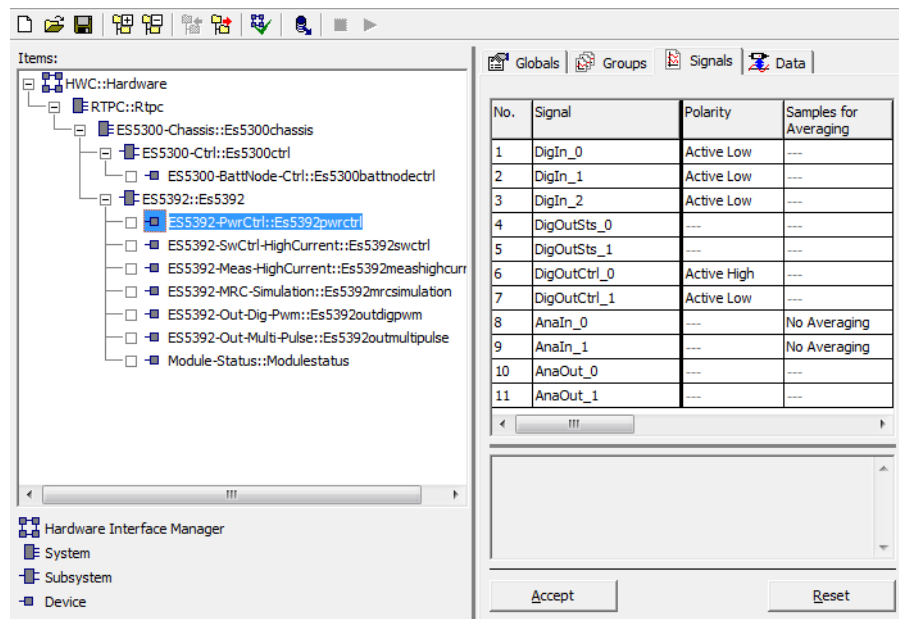 Items:
HWC::Hardware
RTPC::Rtpc
ES5300-Chassis::Es5300chassis
ES5300-Ctrl::Es5300ctrl
ES5300-BattNode-Ctrl::Es5300battnodectrl
ES5392::Es5392
ES5392-PwrCtrl::Es5392pwrctrl
ES5392-SwCtrl-HighCurrent::Es5392swctrl
ES5392-Meas-HighCurrent::Es5392meashighcurr
ES5392-MRC-Simulation::Es5392mrcsimulation
ES5392-Out-Dig-Pwm::Es5392outdigpwm
ES5392-Out-Multi-Pulse::Es5392outmultipulse
Module-Status::Modulestatus
Hardware Interface Manager
System
Subsystem
Device
Globals Groups Signals Data
No. Signal Polarity Samples for
Averaging
1 DigIn_0 Active Low ---
2 DigIn_1 Active Low ---
3 DigIn_2 Active Low ---
4 DigOutSts_0 --- ---
5 DigOutSts_1 --- ---
6 DigOutCtrl_0 Active High ---
7 DigOutCtrl_1 Active Low ---
8 AnaIn_0 --- No Averaging
9 AnaIn_1 --- No Averaging
10 AnaOut_0 --- ---
11 AnaOut_1 --- ---
Accept Reset